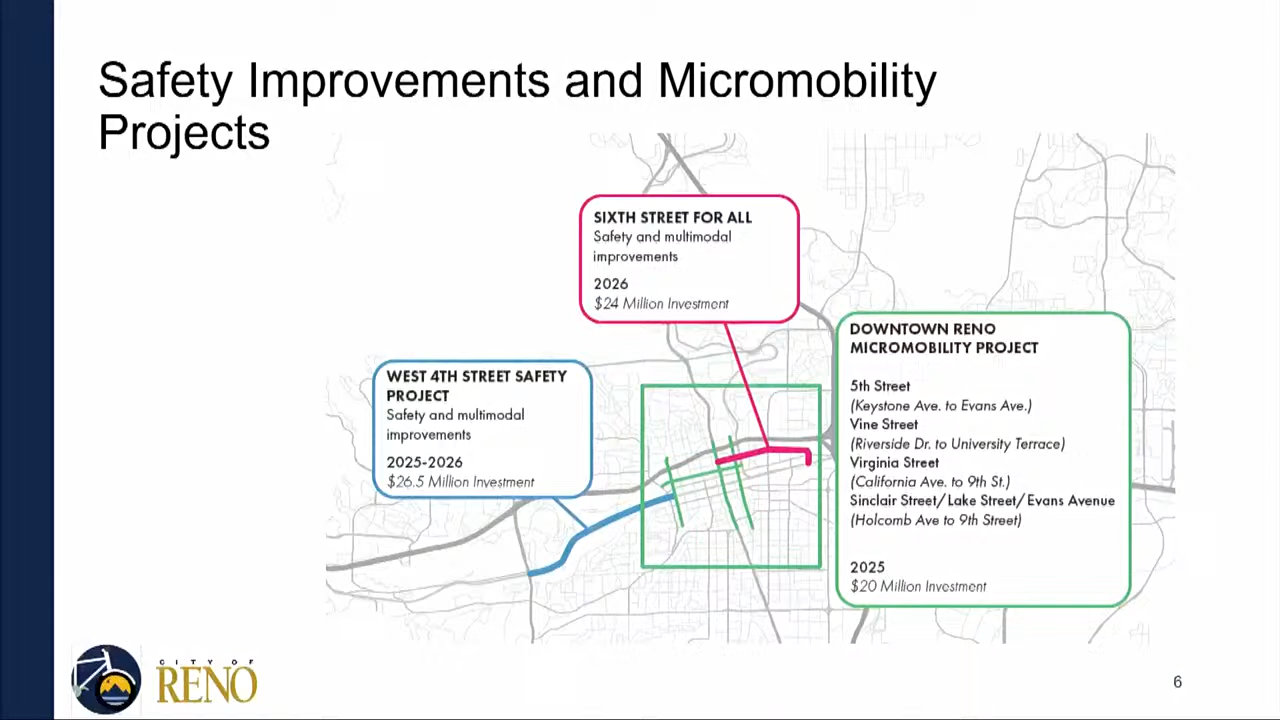 Safety Improvements and Micromobility
Projects
SIXTH STREET FOR ALL
Safety and multimodal
improvements
2026
$24 Million Investment
WEST 4TH STREET SAFETY
PROJECT
Safety and multimodal
improvements
2025-2026
$26.5 Million Investment
DOWNTOWN RENO
MICROMOBILITY PROJECT
5th Street
(Keystone Ave. to Evans Ave.)
Vine Street
(Riverside Dr. to University Terrace)
Virginia Street
(California Ave. to 9th St.)
Sinclair Street/Lake Street/Evans Avenue
(Holcomb Ave to 9th Street)
2025
$20 Million Investment
CITY OF
RENO
6